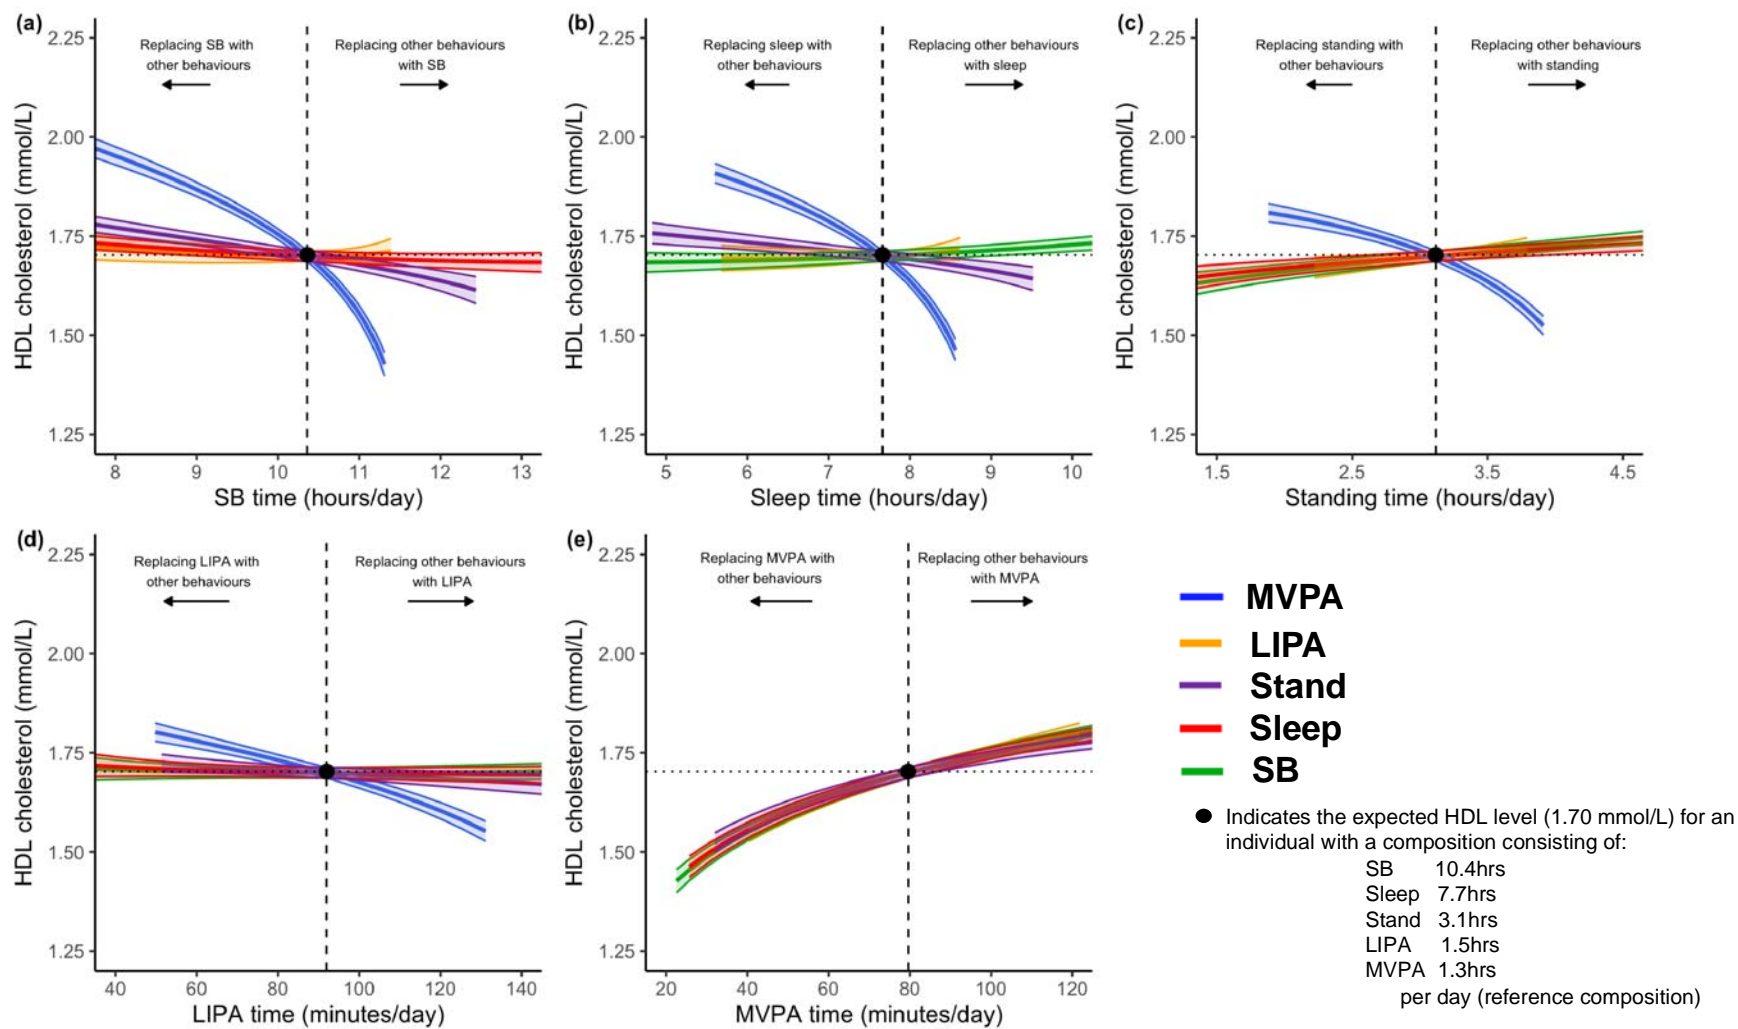 (a)
Replacing SB with
other behaviours
Replacing other behaviours
with SB
HDL cholesterol (mmol/L)
2.25
2.00
1.75
1.50
1.25
8 9 10 11 12 13
SB time (hours/day)
(b)
Replacing sleep with
other behaviours
Replacing other behaviours
with sleep
HDL cholesterol (mmol/L)
2.25
2.00
1.75
1.50
1.25
5 6 7 8 9 10
Sleep time (hours/day)
(c)
Replacing standing with
other behaviours
Replacing other behaviours
with standing
HDL cholesterol (mmol/L)
2.25
2.00
1.75
1.50
1.25
1.5 2.5 3.5 4.5
Standing time (hours/day)
(d)
Replacing LIPA with
other behaviours
Replacing other behaviours
with LIPA
HDL cholesterol (mmol/L)
2.25
2.00
1.75
1.50
1.25
40 60 80 100 120 140
LIPA time (minutes/day)
(e)
Replacing MVPA with
other behaviours
Replacing other behaviours
with MVPA
HDL cholesterol (mmol/L)
2.25
2.00
1.75
1.50
1.25
20 40 60 80 100 120
MVPA time (minutes/day)
MVPA
LIPA
Stand
Sleep
SB
Indicates the expected HDL level (1.70 mmol/L) for an
individual with a composition consisting of:
SB 10.4hrs
Sleep 7.7hrs
Stand 3.1hrs
LIPA 1.5hrs
MVPA 1.3hrs
per day (reference composition)